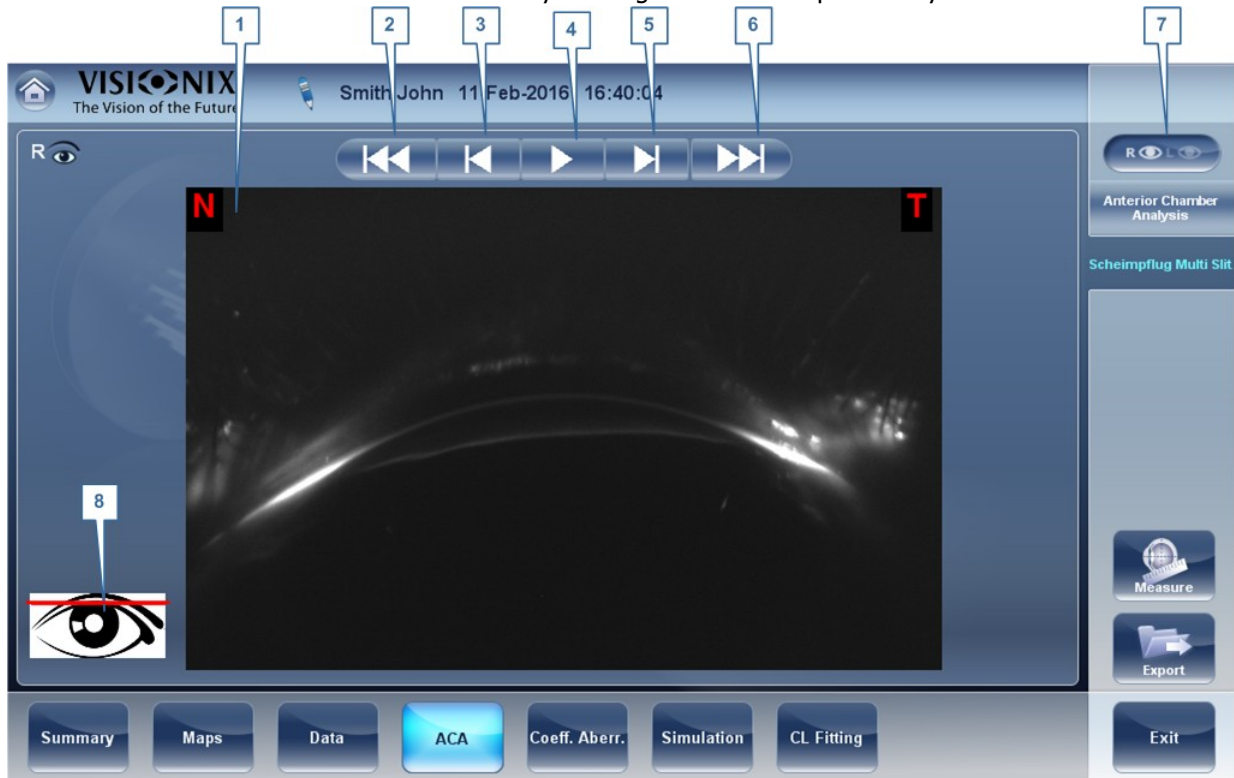 1 2 3 4 5 6 7
VISIONIX
The Vision of the Future
Smith John 11 Feb-2016 16:40:04
R
R L
N T
Anterior Chamber
Analysis
Scheimpflug Multi Slit
8
Measure
Export
Summary Maps Data ACA Coeff. Aberr. Simulation CL Fitting Exit